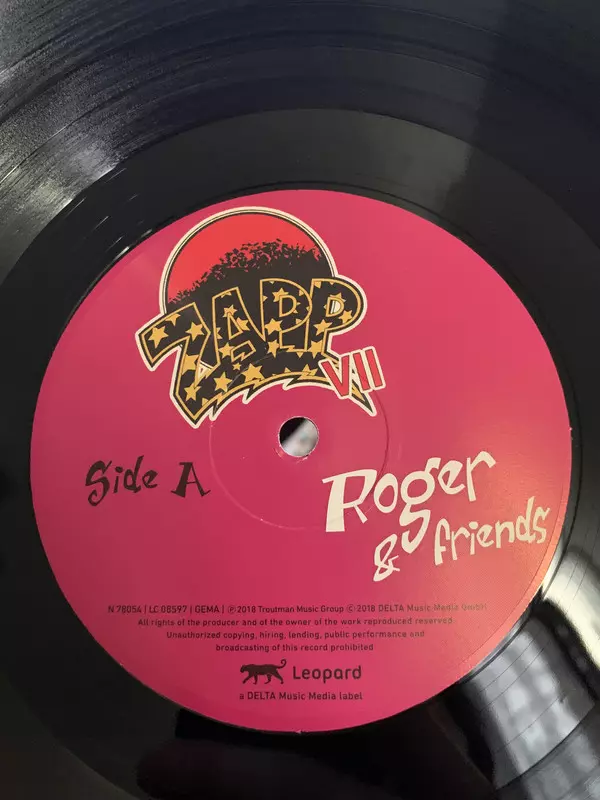 ZAPP
VII
Side A
Roger
& friends
N 78054 | LC 08597 | GEMA | ℗ 2018 Troutman Music Group © 2018 DELTA Music Media GmbH
All rights of the producer and of the owner of the work reproduced reserved
Unauthorized copying, hiring, lending, public performance and
broadcasting of this record prohibited
Leopard
a DELTA Music Media label